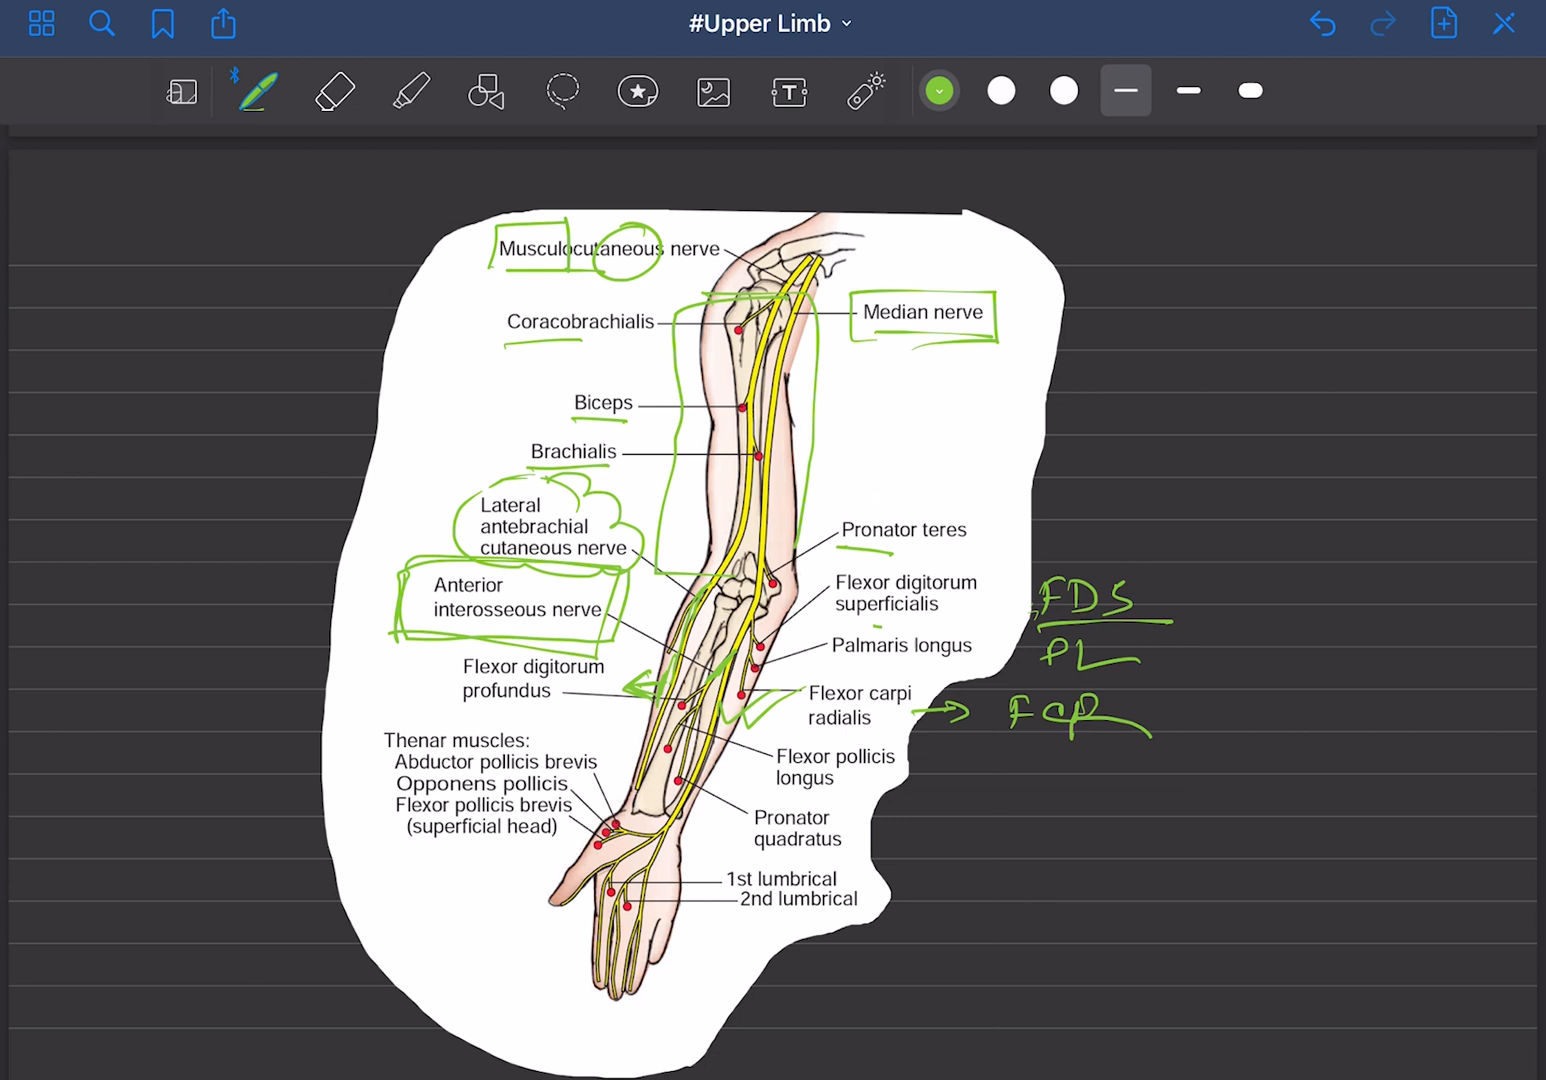 #Upper Limb
T
Musculocutaneous nerve
Median nerve
Coracobrachialis
Biceps
Brachialis
Lateral
antebrachial
cutaneous nerve
Anterior
interosseous nerve
Flexor digitorum
profundus
Thenar muscles:
Abductor pollicis brevis
Opponens pollicis
Flexor pollicis brevis
(superficial head)
Pronator teres
Flexor digitorum
superficialis
Palmaris longus
Flexor carpi
radialis
Flexor pollicis
longus
Pronator
quadratus
1st lumbrical
2nd lumbrical
FDS
PL
FCR